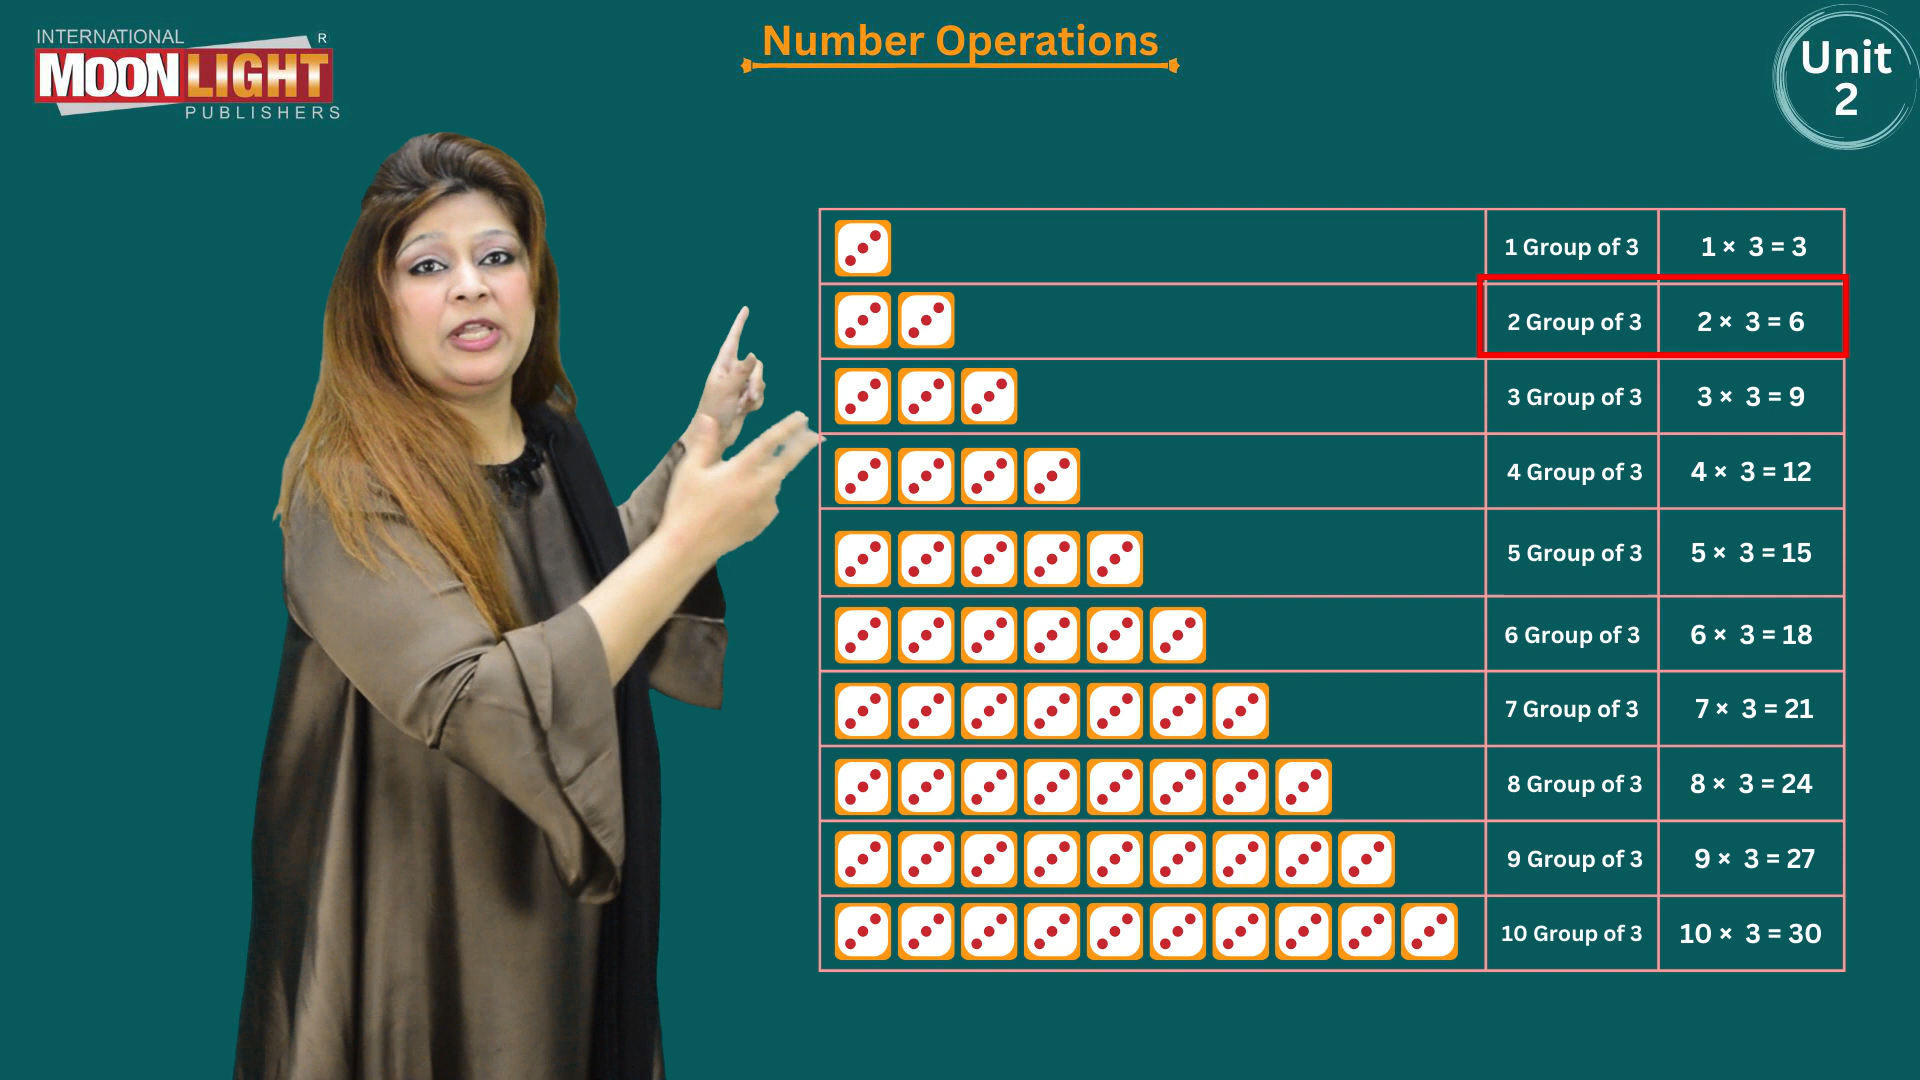 INTERNATIONAL
R
MOONLIGHT
PUBLISHERS
Number Operations
Unit
2
1 Group of 3 1 × 3 = 3
2 Group of 3 2 × 3 = 6
3 Group of 3 3 × 3 = 9
4 Group of 3 4 × 3 = 12
5 Group of 3 5 × 3 = 15
6 Group of 3 6 × 3 = 18
7 Group of 3 7 × 3 = 21
8 Group of 3 8 × 3 = 24
9 Group of 3 9 × 3 = 27
10 Group of 3 10 × 3 = 30